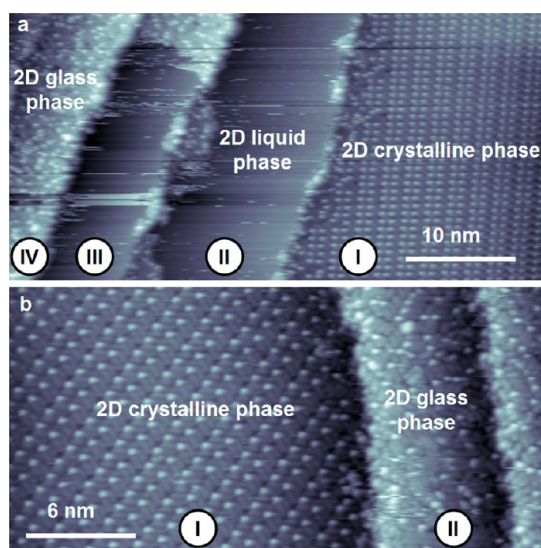 a
2D glass
phase
2D liquid
phase
2D crystalline phase
IV
III
II
I
10 nm
b
2D crystalline phase
2D glass
phase
6 nm
I
II